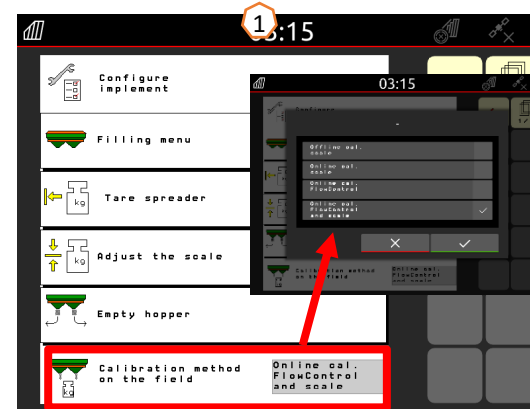 1
03:15
Configure
implement
Filling menu
kg
Tare spreader
kg
Adjust the scale
Empty hopper
kg
Calibration method
on the field
Online cal.
FlowControl
and scale
03:15
-
Offline cal.
scale
Online cal.
scale
Online cal.
FlowControl
Online cal.
FlowControl
and scale
Calibration method
on the field
Online cal.
FlowControl
and scale